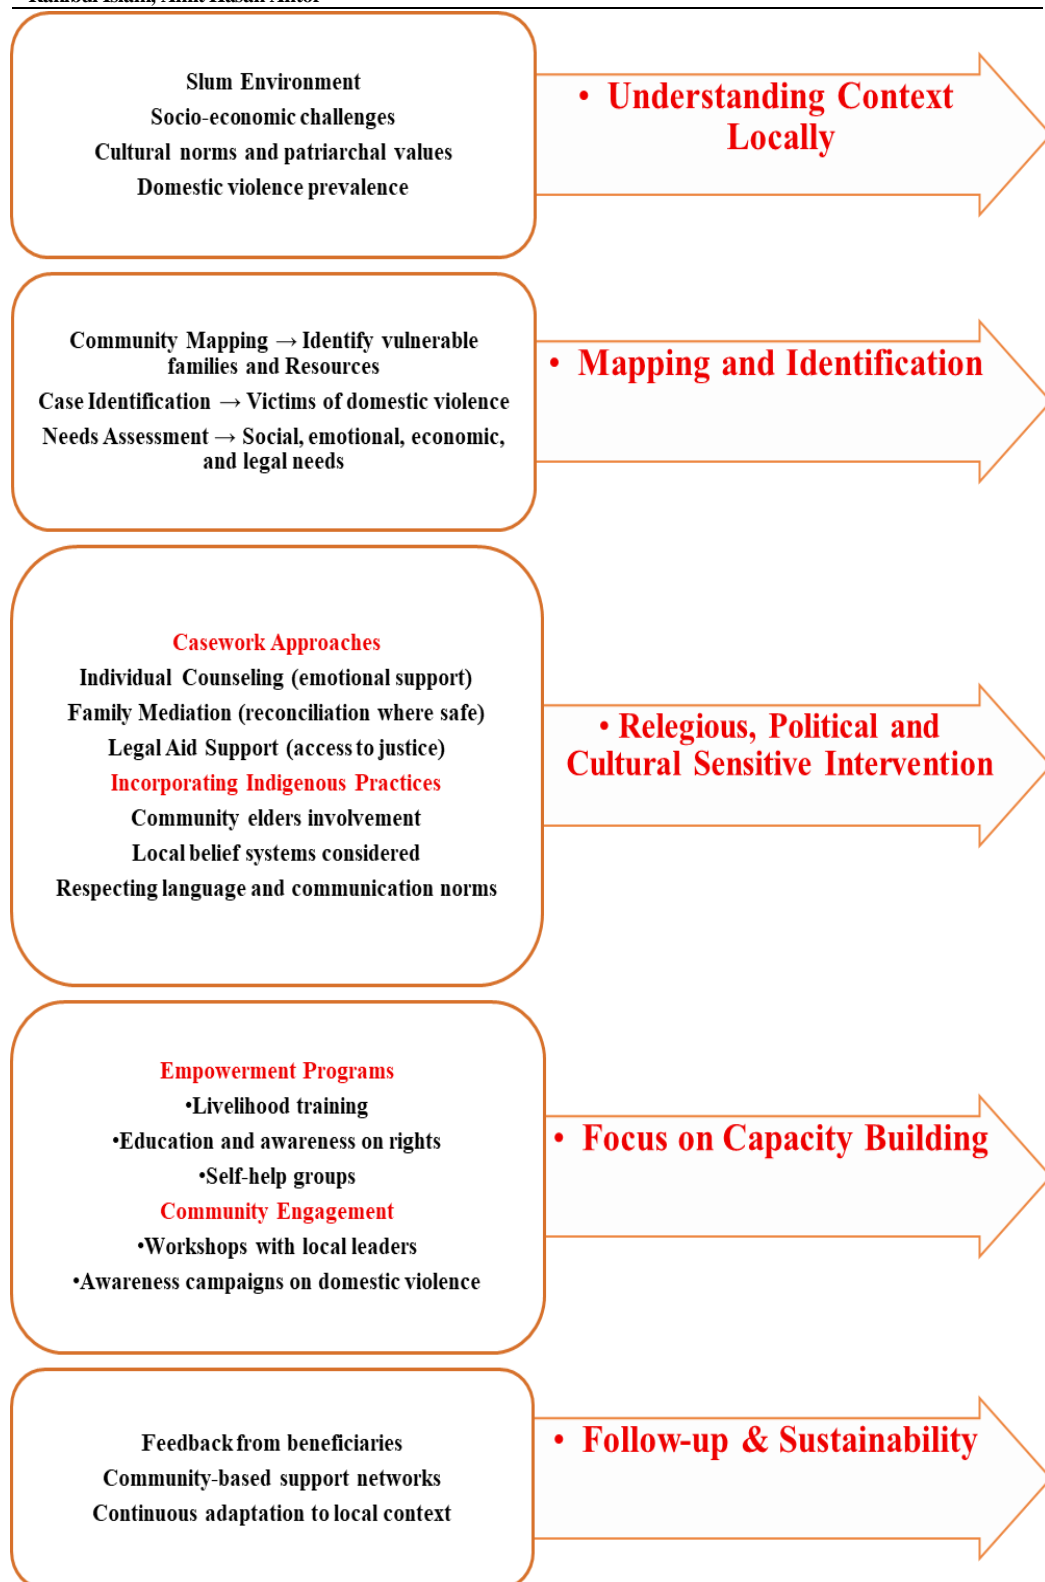 Slum Environment
Socio-economic challenges
Cultural norms and patriarchal values
Domestic violence prevalence
• Understanding Context
Locally
Community Mapping → Identify vulnerable
families and Resources
Case Identification → Victims of domestic violence
Needs Assessment → Social, emotional, economic,
and legal needs
• Mapping and Identification
Casework Approaches
Individual Counseling (emotional support)
Family Mediation (reconciliation where safe)
Legal Aid Support (access to justice)
Incorporating Indigenous Practices
Community elders involvement
Local belief systems considered
Respecting language and communication norms
• Relegious, Political and
Cultural Sensitive Intervention
Empowerment Programs
•Livelihood training
•Education and awareness on rights
•Self-help groups
Community Engagement
•Workshops with local leaders
•Awareness campaigns on domestic violence
• Focus on Capacity Building
Feedback from beneficiaries
Community-based support networks
Continuous adaptation to local context
• Follow-up & Sustainability